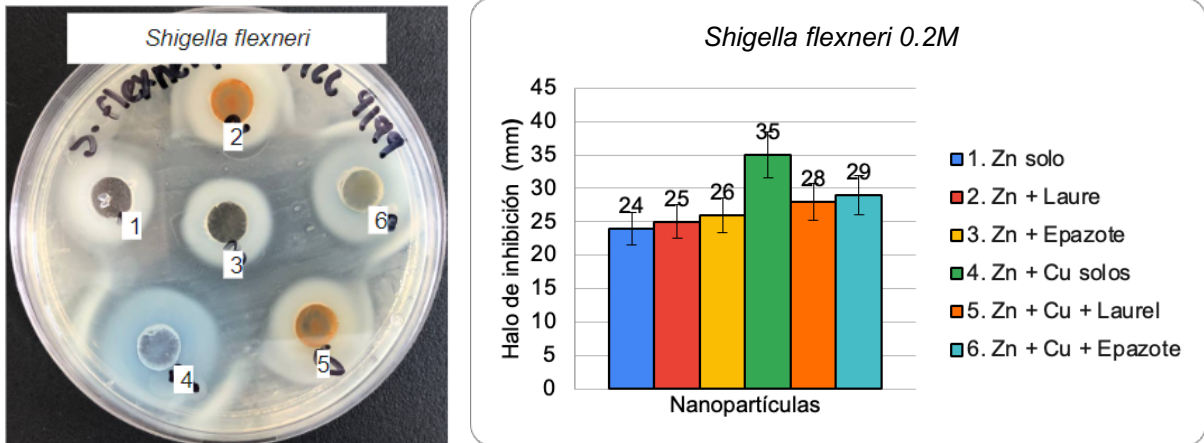 Shigella flexneri
S. flexneri
9199
1
2
3
4
5
6
Shigella flexneri 0.2M
Halo de inhibición (mm)
45
40
35
30
25
20
15
10
5
0
24
25
26
35
28
29
Nanopartículas
1. Zn solo
2. Zn + Laure
3. Zn + Epazote
4. Zn + Cu solos
5. Zn + Cu + Laurel
6. Zn + Cu + Epazote